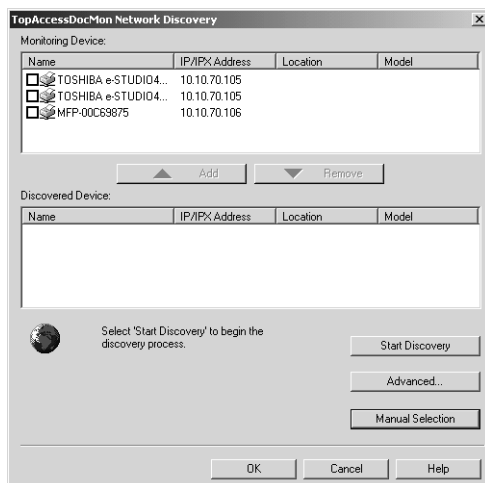 TopAccessDocMon Network Discovery
Monitoring Device:
Name IP/IPX Address Location Model
TOSHIBA e-STUDIO4... 10.10.70.105
TOSHIBA e-STUDIO4... 10.10.70.105
MFP-00C69875 10.10.70.106
Add Remove
Discovered Device:
Name IP/IPX Address Location Model
Select 'Start Discovery' to begin the
discovery process.
Start Discovery
Advanced...
Manual Selection
OK Cancel Help